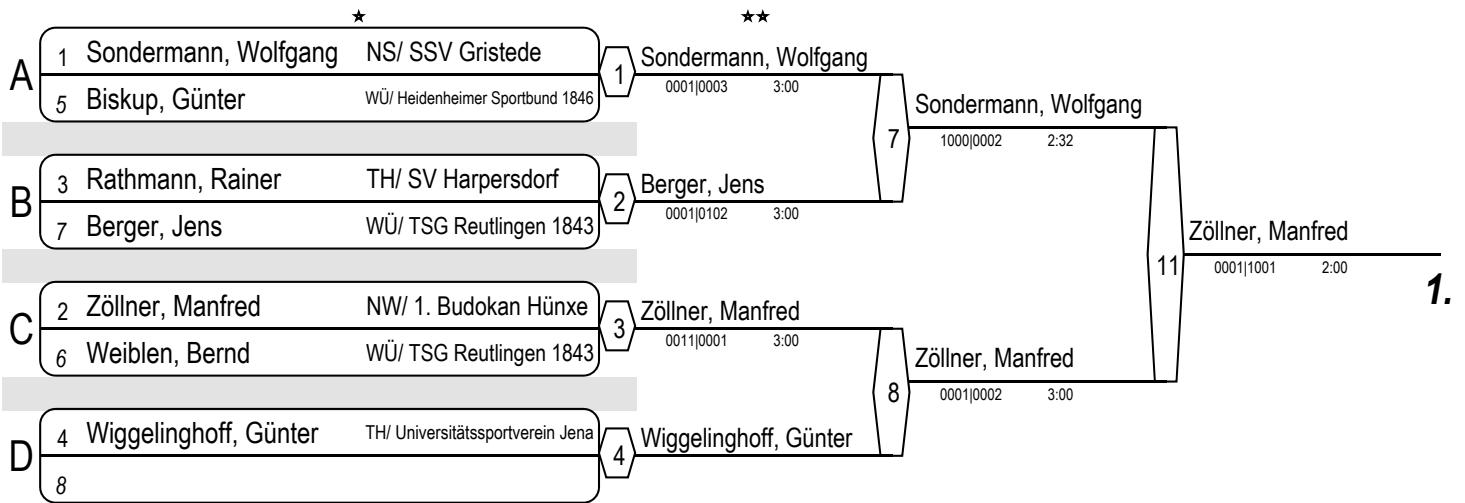 ★ ★★
A 1 Sondermann, Wolfgang NS/ SSV Gristede
5 Biskup, Günter WÜ/ Heidenheimer Sportbund 1846
1 Sondermann, Wolfgang
0001|0003 3:00
B 3 Rathmann, Rainer TH/ SV Harpersdorf
7 Berger, Jens WÜ/ TSG Reutlingen 1843
2 Berger, Jens
0001|0102 3:00
C 2 Zöllner, Manfred NW/ 1. Budokan Hünxe
6 Weiblen, Bernd WÜ/ TSG Reutlingen 1843
3 Zöllner, Manfred
0011|0001 3:00
D 4 Wiggelinghoff, Günter TH/ Universitätssportverein Jena
8
4 Wiggelinghoff, Günter
7 Sondermann, Wolfgang
1000|0002 2:32
8 Zöllner, Manfred
0001|0002 3:00
11 Zöllner, Manfred
0001|1001 2:00
1.